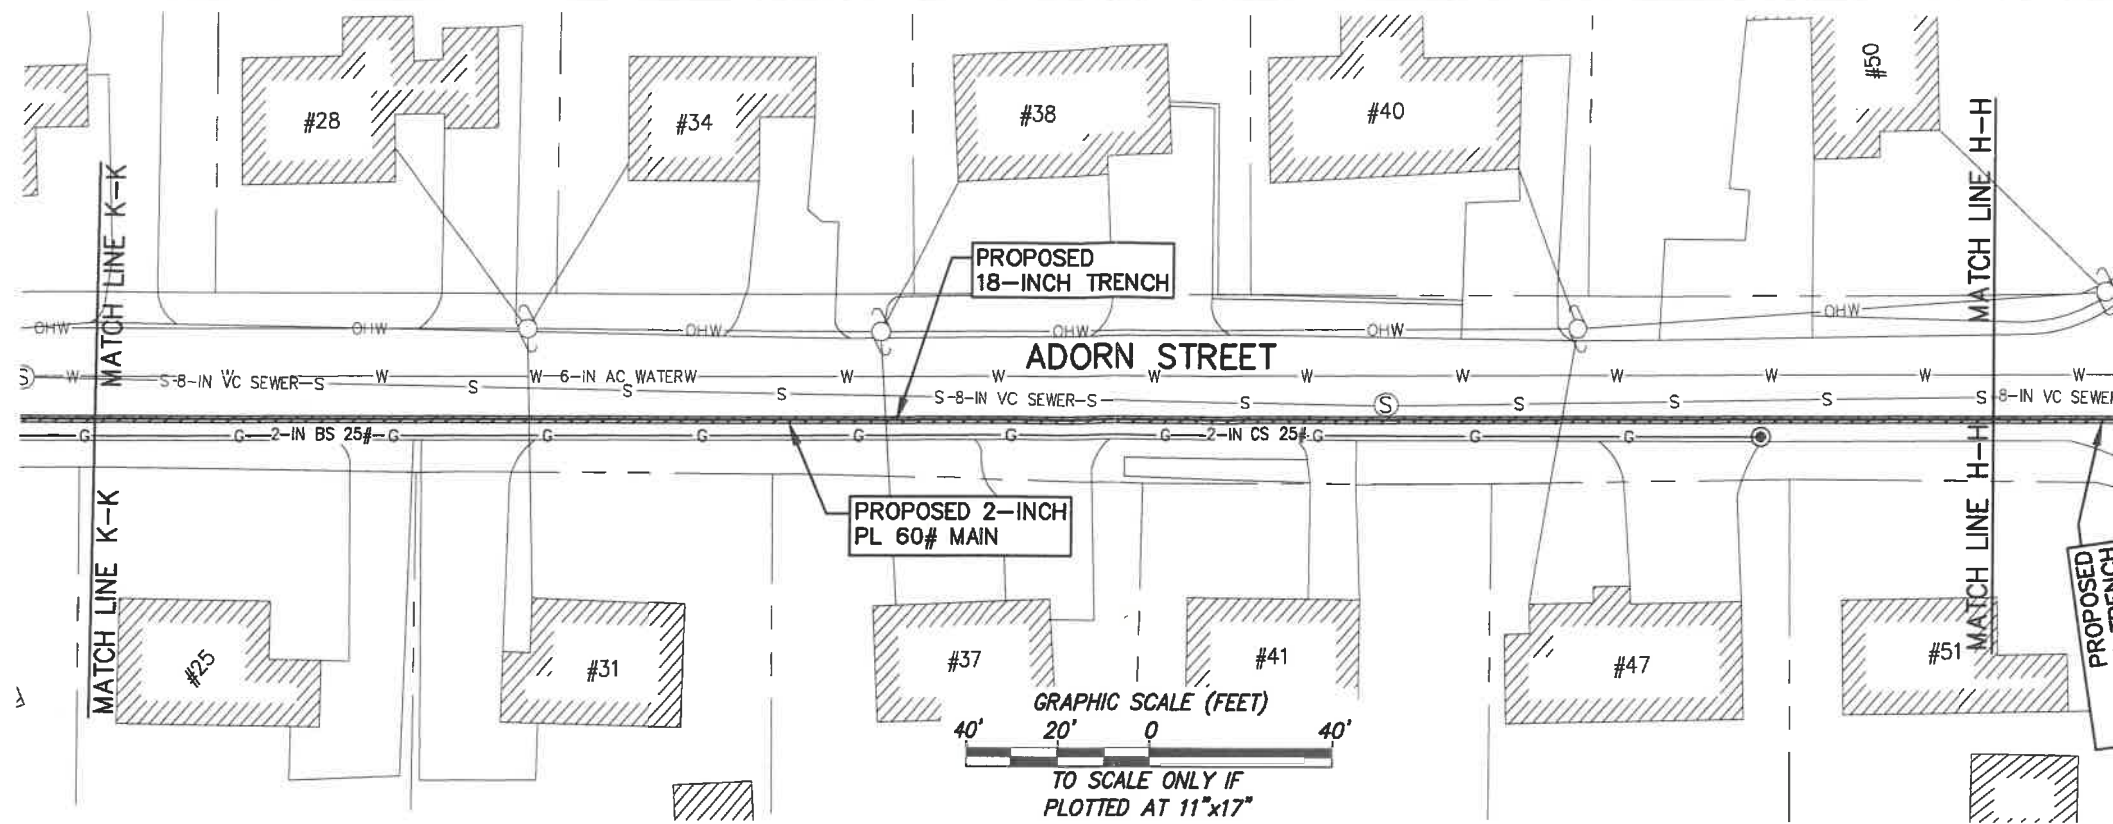 #28
#34
#38
#40
#50
MATCH LINE K-K
MATCH LINE H-H
PROPOSED
18-INCH TRENCH
OHW OHW OHW OHW OHW OHW
ADORN STREET
S W S-8-IN VC SEWER-S W W W 6-IN AC WATER W W W W W W W W W W
S S S S-8-IN VC SEWER-S S S S S S S 8-IN VC SEWER
G G 2-IN BS 25# G G G G G G 2-IN CS 25# G G G
PROPOSED 2-INCH
PL 60# MAIN
MATCH LINE K-K
MATCH LINE H-H
PROPOSED
TRENCH
#25
#31
#37
#41
#47
#51
GRAPHIC SCALE (FEET)
40' 20' 0 40'
TO SCALE ONLY IF
PLOTTED AT 11"x17"